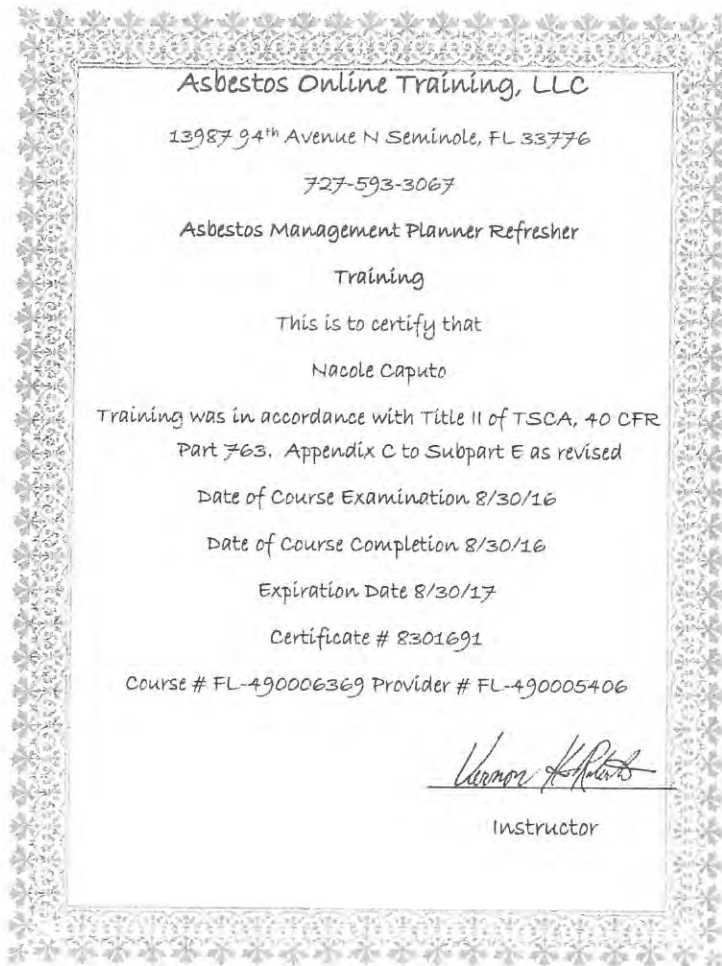 Asbestos Online Training, LLC
13987 94th Avenue N Seminole, FL 33776
727-593-3067
Asbestos Management Planner Refresher
Training
This is to certify that
Nacole Caputo
Training was in accordance with Title II of TSCA, 40 CFR
Part 763. Appendix C to Subpart E as revised
Date of Course Examination 8/30/16
Date of Course Completion 8/30/16
Expiration Date 8/30/17
Certificate # 8301691
Course # FL-490006369 Provider # FL-490005406
Vernon
Instructor